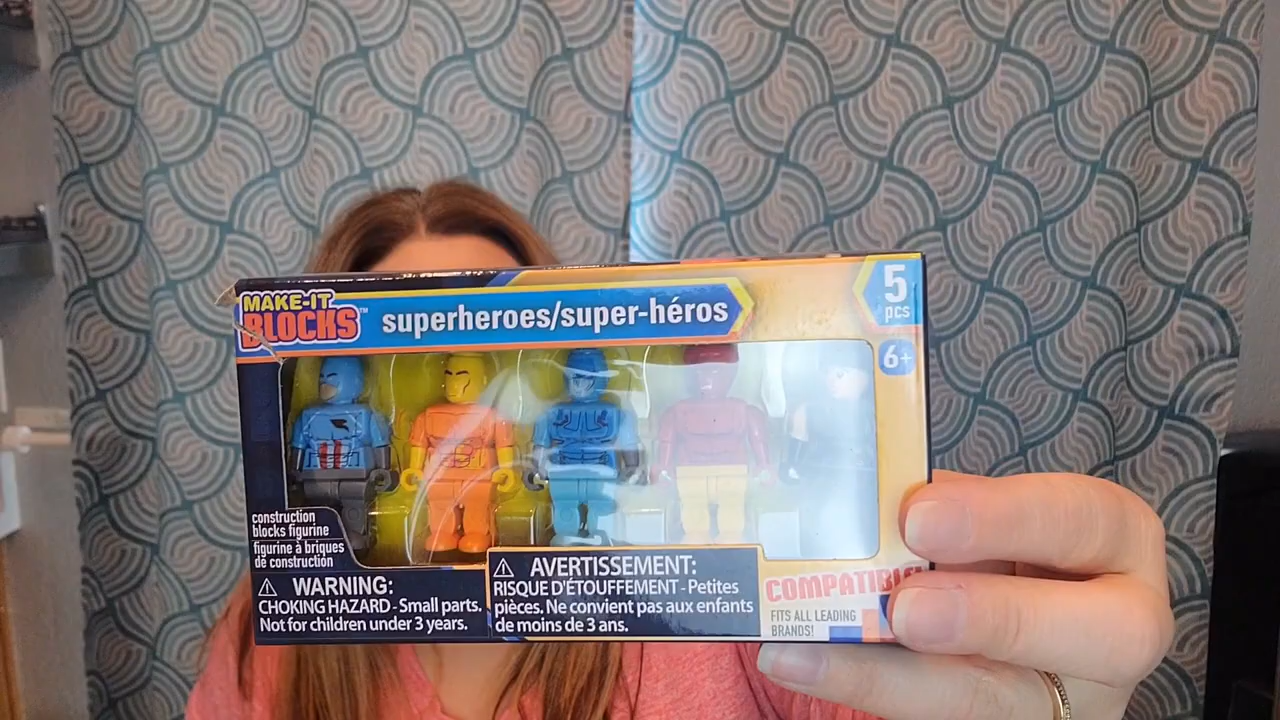 MAKE-IT
BLOCKS™
superheroes/super-héros
5
pcs
6+
construction
blocks figurine
figurine à briques
de construction
⚠ WARNING:
CHOKING HAZARD - Small parts.
Not for children under 3 years.
⚠ AVERTISSEMENT:
RISQUE D'ÉTOUFFEMENT - Petites
pièces. Ne convient pas aux enfants
de moins de 3 ans.
COMPATIBLE
FITS ALL LEADING
BRANDS!